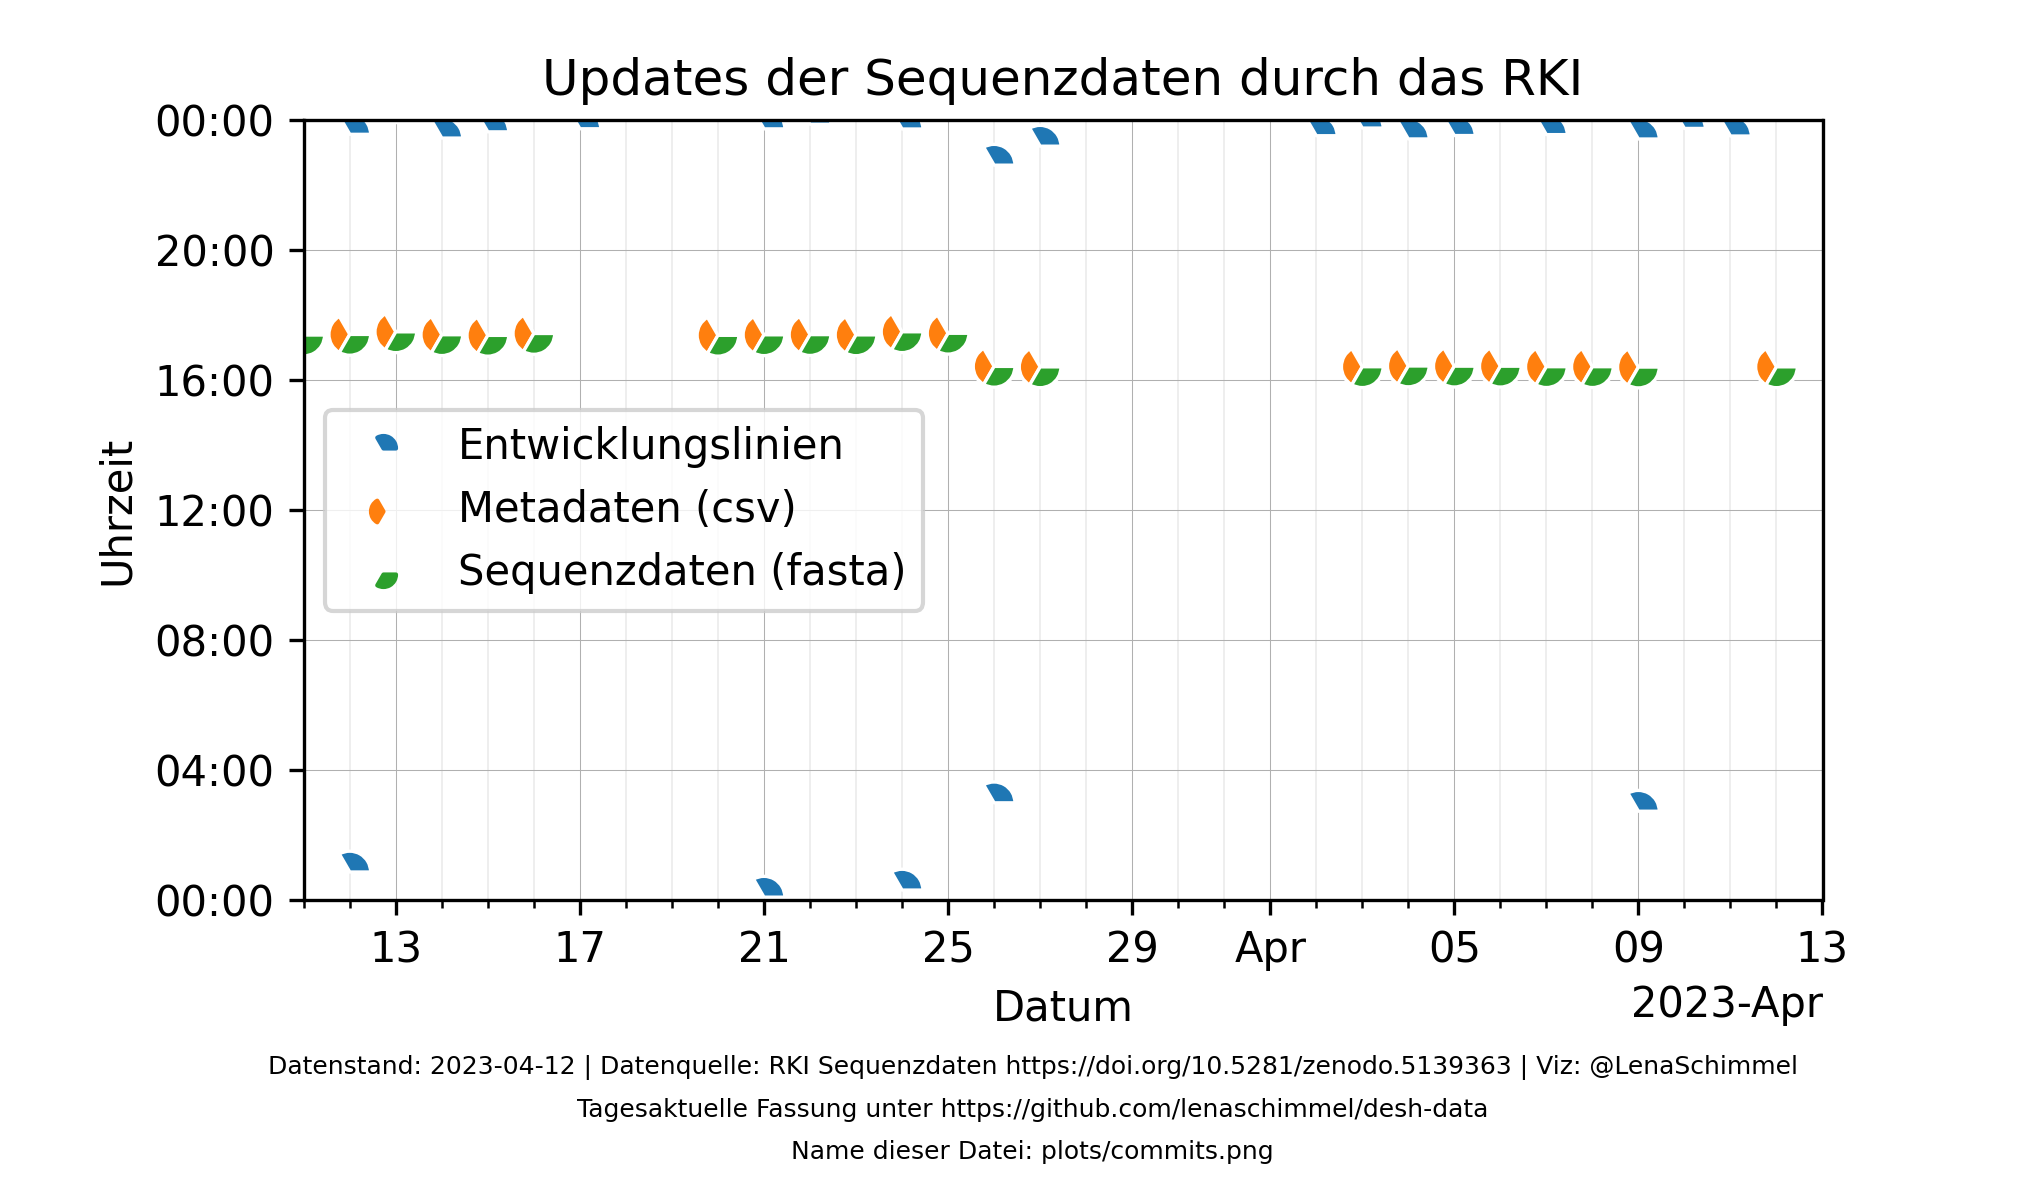 Updates der Sequenzdaten durch das RKI
00:00
20:00
16:00
12:00
08:00
04:00
00:00
Uhrzeit
Entwicklungslinien
Metadaten (csv)
Sequenzdaten (fasta)
13 17 21 25 29 Apr 05 09 13
Datum
2023-Apr
Datenstand: 2023-04-12 | Datenquelle: RKI Sequenzdaten https://doi.org/10.5281/zenodo.5139363 | Viz: @LenaSchimmel
Tagesaktuelle Fassung unter https://github.com/lenaschimmel/desh-data
Name dieser Datei: plots/commits.png